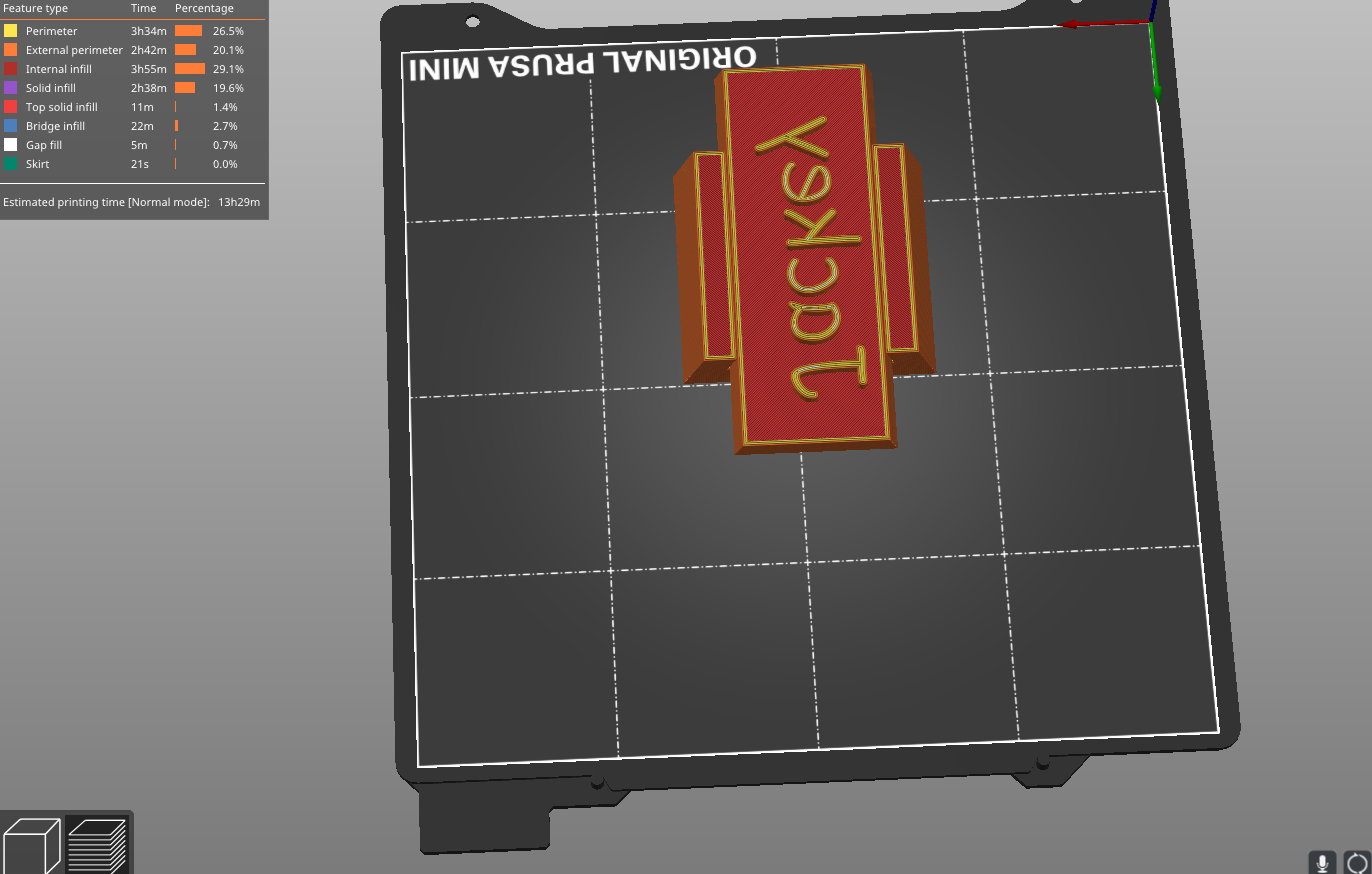 Feature type Time Percentage
Perimeter 3h34m 26.5%
External perimeter 2h42m 20.1%
Internal infill 3h55m 29.1%
Solid infill 2h38m 19.6%
Top solid infill 11m 1.4%
Bridge infill 22m 2.7%
Gap fill 5m 0.7%
Skirt 21s 0.0%
Estimated printing time [Normal mode]: 13h29m
ORIGINAL PRUSA MINI
Jackey